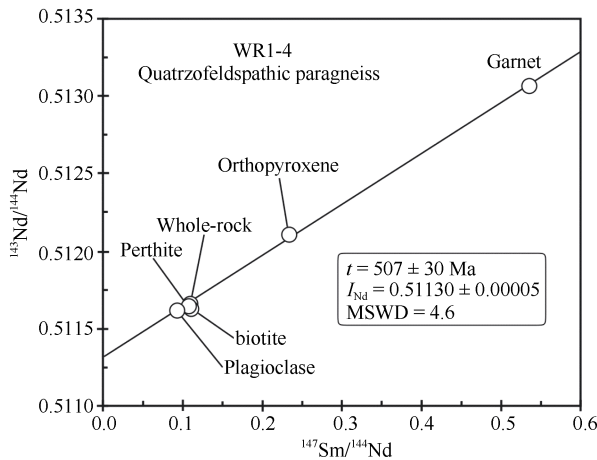 WR1-4
Quatrzofeldspathic paragneiss
Garnet
Orthopyroxene
Whole-rock
Perthite
biotite
Plagioclase
t = 507 ± 30 Ma
I_Nd = 0.51130 ± 0.00005
MSWD = 4.6
¹⁴³Nd/¹⁴⁴Nd
0.5135
0.5130
0.5125
0.5120
0.5115
0.5110
0.0 0.1 0.2 0.3 0.4 0.5 0.6
¹⁴⁷Sm/¹⁴⁴Nd